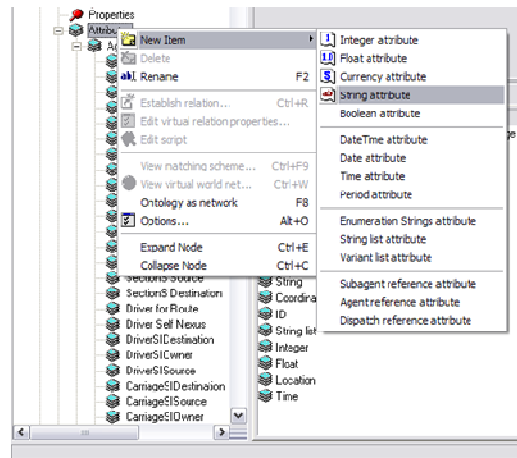 Properties
New Item
Delete
Rename F2
Establish relation... Ctrl+R
Edit virtual relation properties...
Edit script
View matching scheme... Ctrl+F9
View virtual world net... Ctrl+W
Ontology as network F8
Options... Alt+O
Expand Node Ctrl+E
Collapse Node Ctrl+C
Integer attribute
Float attribute
Currency attribute
String attribute
Boolean attribute
DateTime attribute
Date attribute
Time attribute
Period attribute
Enumeration Strings attribute
String list attribute
Variant list attribute
Subagent reference attribute
Agent reference attribute
Dispatch reference attribute
SectionS Source
SectionS Destination
Driver for Route
Driver Self Nexus
DriverSIDestination
DriverSIOwner
DriverSISource
CarriageSIDestination
CarriageSISource
CarriageSIOwner
String
Coordina
ID
String list
Integer
Float
Location
Time